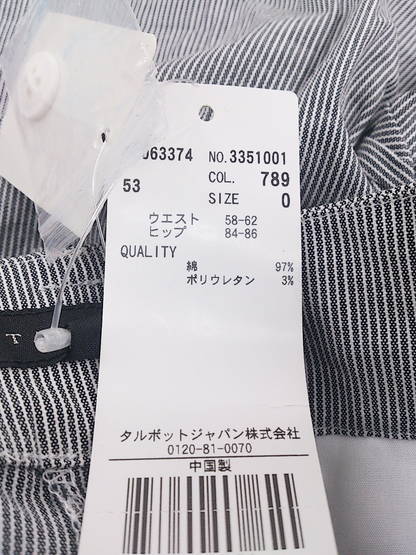 063374 NO.3351001
53 COL. 789
SIZE 0
ウエスト 58-62
ヒップ 84-86
QUALITY
綿 97%
ポリウレタン 3%
タルボットジャパン株式会社
0120-81-0070
中国製
T